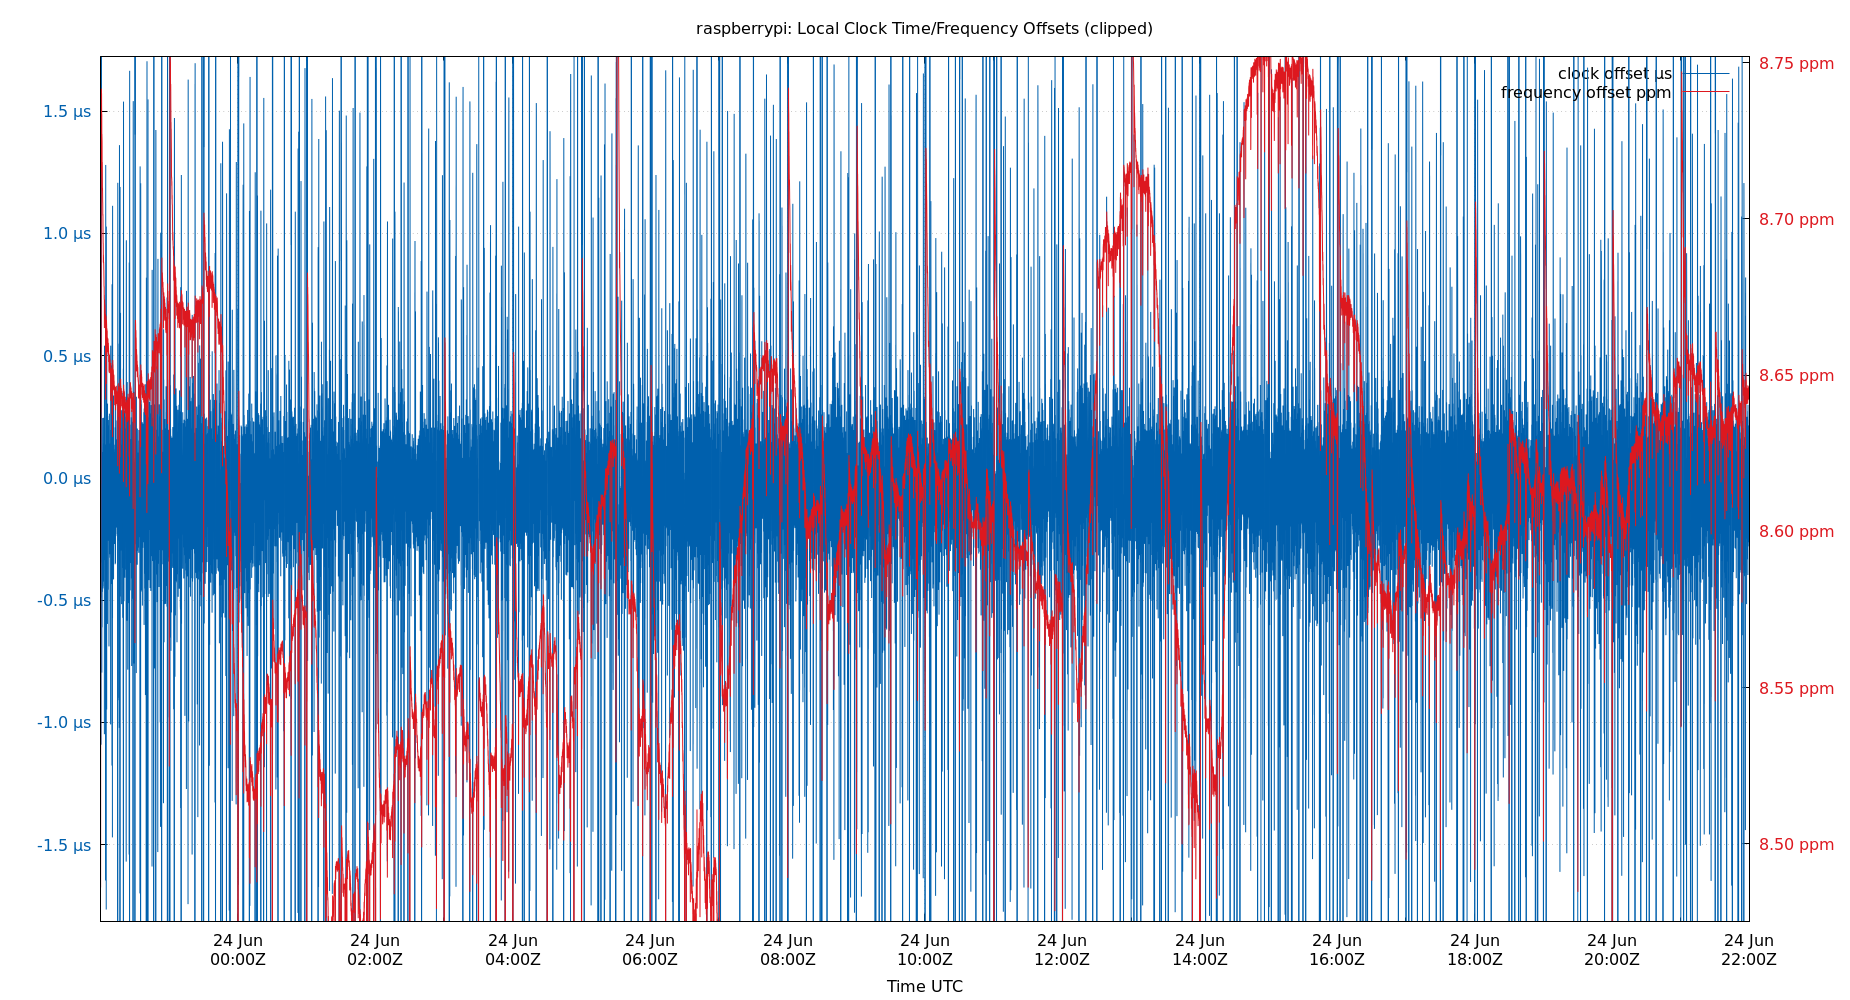 raspberrypi: Local Clock Time/Frequency Offsets (clipped)
clock offset µs
frequency offset ppm
1.5 µs
1.0 µs
0.5 µs
0.0 µs
-0.5 µs
-1.0 µs
-1.5 µs
8.75 ppm
8.70 ppm
8.65 ppm
8.60 ppm
8.55 ppm
8.50 ppm
24 Jun 24 Jun 24 Jun 24 Jun 24 Jun 24 Jun 24 Jun 24 Jun 24 Jun 24 Jun 24 Jun 24 Jun
00:00Z 02:00Z 04:00Z 06:00Z 08:00Z 10:00Z 12:00Z 14:00Z 16:00Z 18:00Z 20:00Z 22:00Z
Time UTC